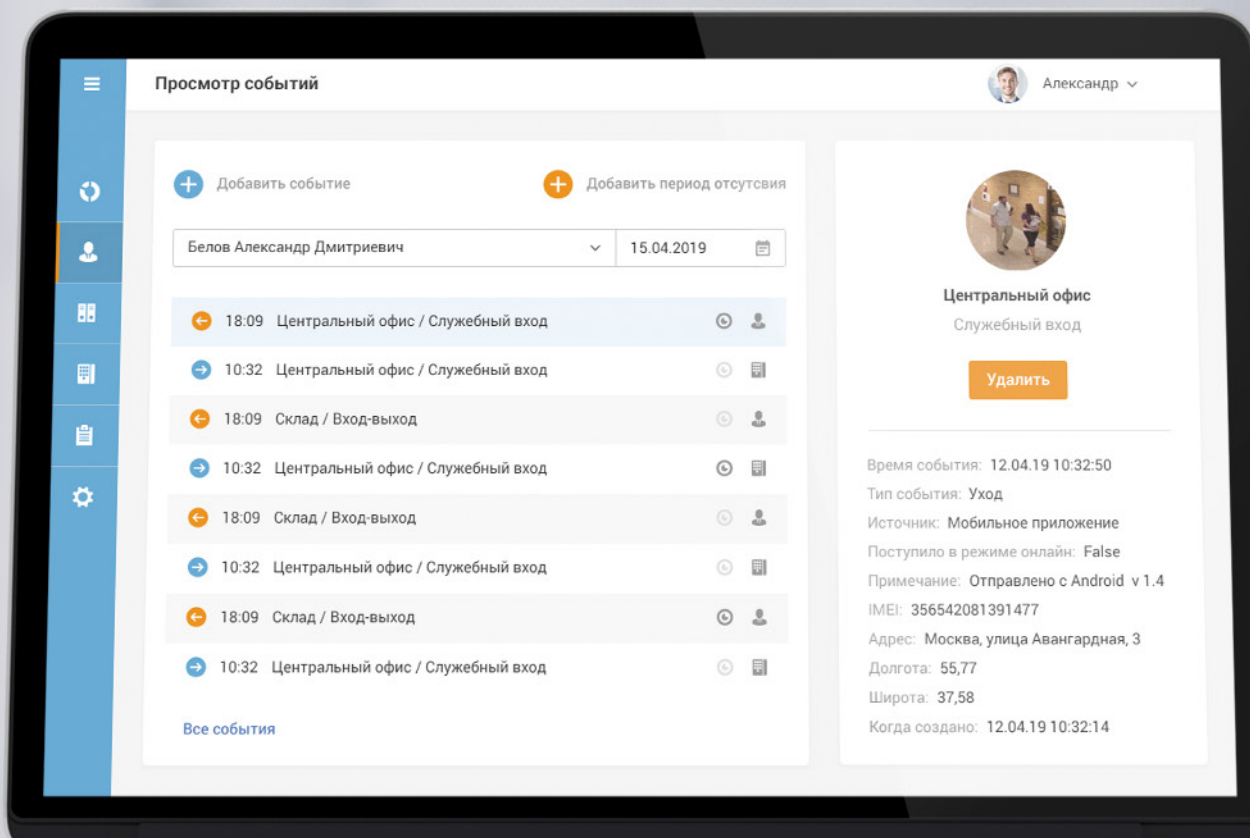 Просмотр событий
Александр
Добавить событие
Добавить период отсутсвия
Белов Александр Дмитриевич
15.04.2019
18:09 Центральный офис / Служебный вход
10:32 Центральный офис / Служебный вход
18:09 Склад / Вход-выход
10:32 Центральный офис / Служебный вход
18:09 Склад / Вход-выход
10:32 Центральный офис / Служебный вход
18:09 Склад / Вход-выход
10:32 Центральный офис / Служебный вход
Все события
Центральный офис
Служебный вход
Удалить
Время события: 12.04.19 10:32:50
Тип события: Уход
Источник: Мобильное приложение
Поступило в режиме онлайн: False
Примечание: Отправлено с Android v 1.4
IMEI: 356542081391477
Адрес: Москва, улица Авангардная, 3
Долгота: 55,77
Широта: 37,58
Когда создано: 12.04.19 10:32:14